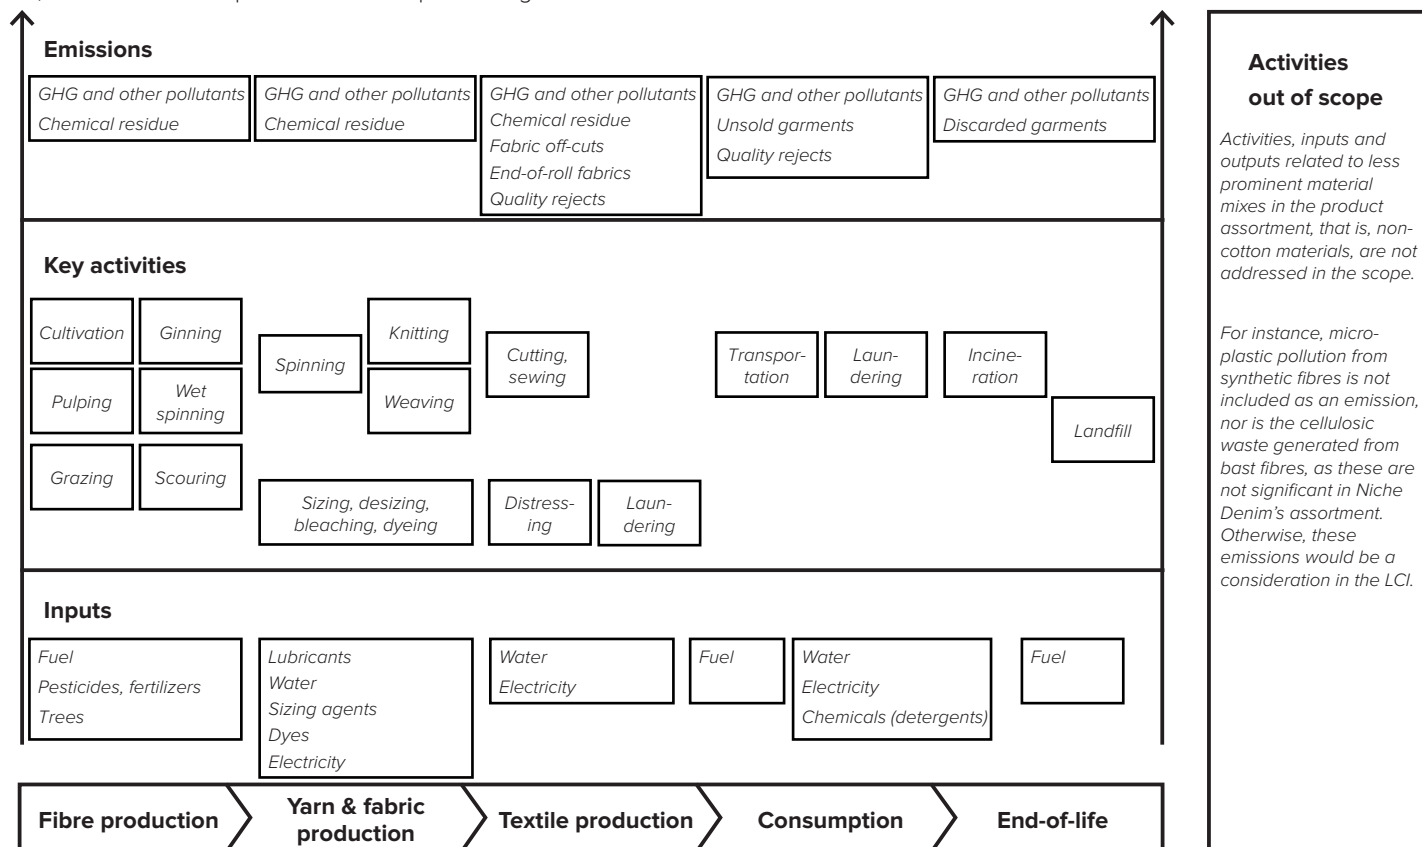 Emissions
GHG and other pollutants
Chemical residue
GHG and other pollutants
Chemical residue
GHG and other pollutants
Chemical residue
Fabric off-cuts
End-of-roll fabrics
Quality rejects
GHG and other pollutants
Unsold garments
Quality rejects
GHG and other pollutants
Discarded garments
Key activities
Cultivation
Ginning
Pulping
Wet
spinning
Grazing
Scouring
Spinning
Knitting
Weaving
Sizing, desizing,
bleaching, dyeing
Cutting,
sewing
Distress-
ing
Laun-
dering
Transpor-
tation
Laun-
dering
Incine-
ration
Landfill
Inputs
Fuel
Pesticides, fertilizers
Trees
Lubricants
Water
Sizing agents
Dyes
Electricity
Water
Electricity
Fuel
Water
Electricity
Chemicals (detergents)
Fuel
Fibre production
Yarn & fabric
production
Textile production
Consumption
End-of-life
Activities
out of scope
Activities, inputs and
outputs related to less
prominent material
mixes in the product
assortment, that is, non-
cotton materials, are not
addressed in the scope.
For instance, micro-
plastic pollution from
synthetic fibres is not
included as an emission,
nor is the cellulosic
waste generated from
bast fibres, as these are
not significant in Niche
Denim's assortment.
Otherwise, these
emissions would be a
consideration in the LCI.